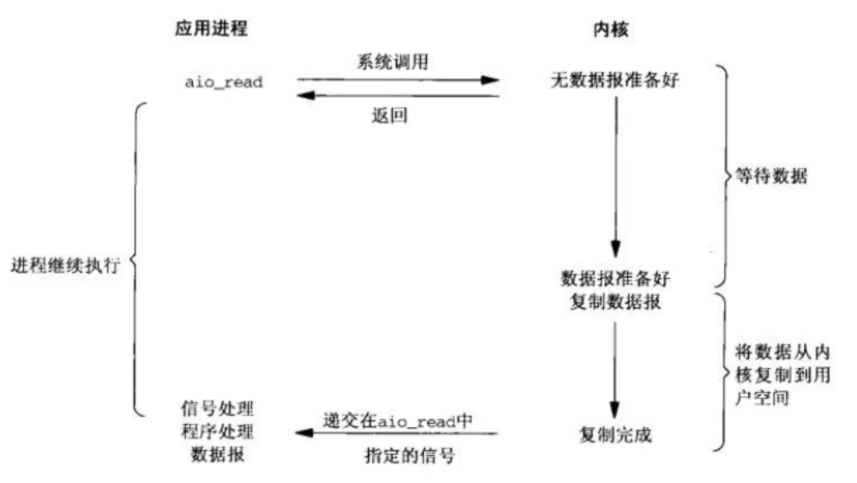 应用进程
内核
系统调用
aio_read
无数据报准备好
返回
等待数据
进程继续执行
数据报准备好
复制数据报
将数据从内
核复制到用
户空间
信号处理
程序处理
数据报
递交在aio_read中
指定的信号
复制完成